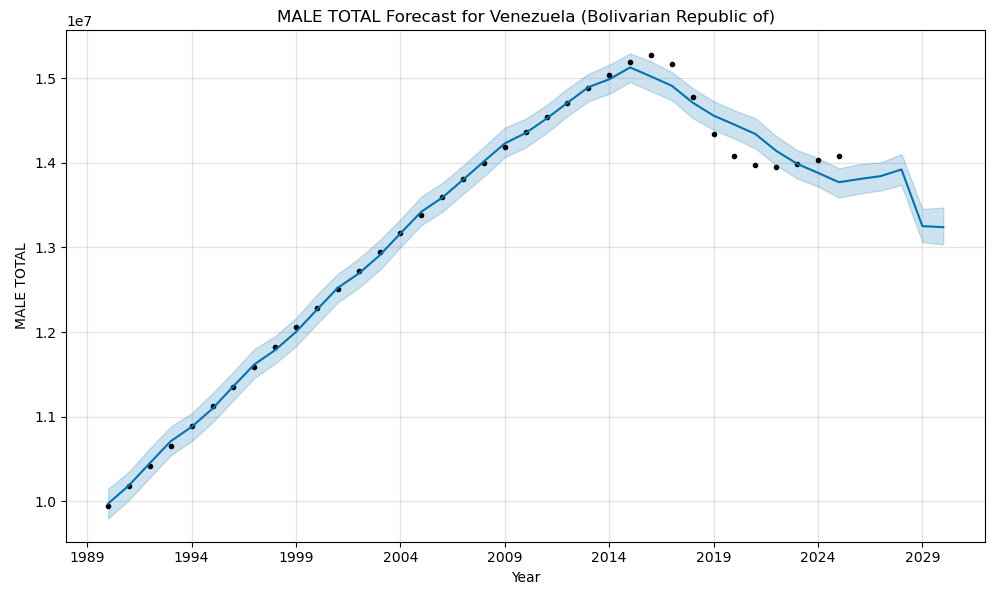 MALE TOTAL Forecast for Venezuela (Bolivarian Republic of)
1e7
1.5
1.4
1.3
1.2
1.1
1.0
MALE TOTAL
1989 1994 1999 2004 2009 2014 2019 2024 2029
Year